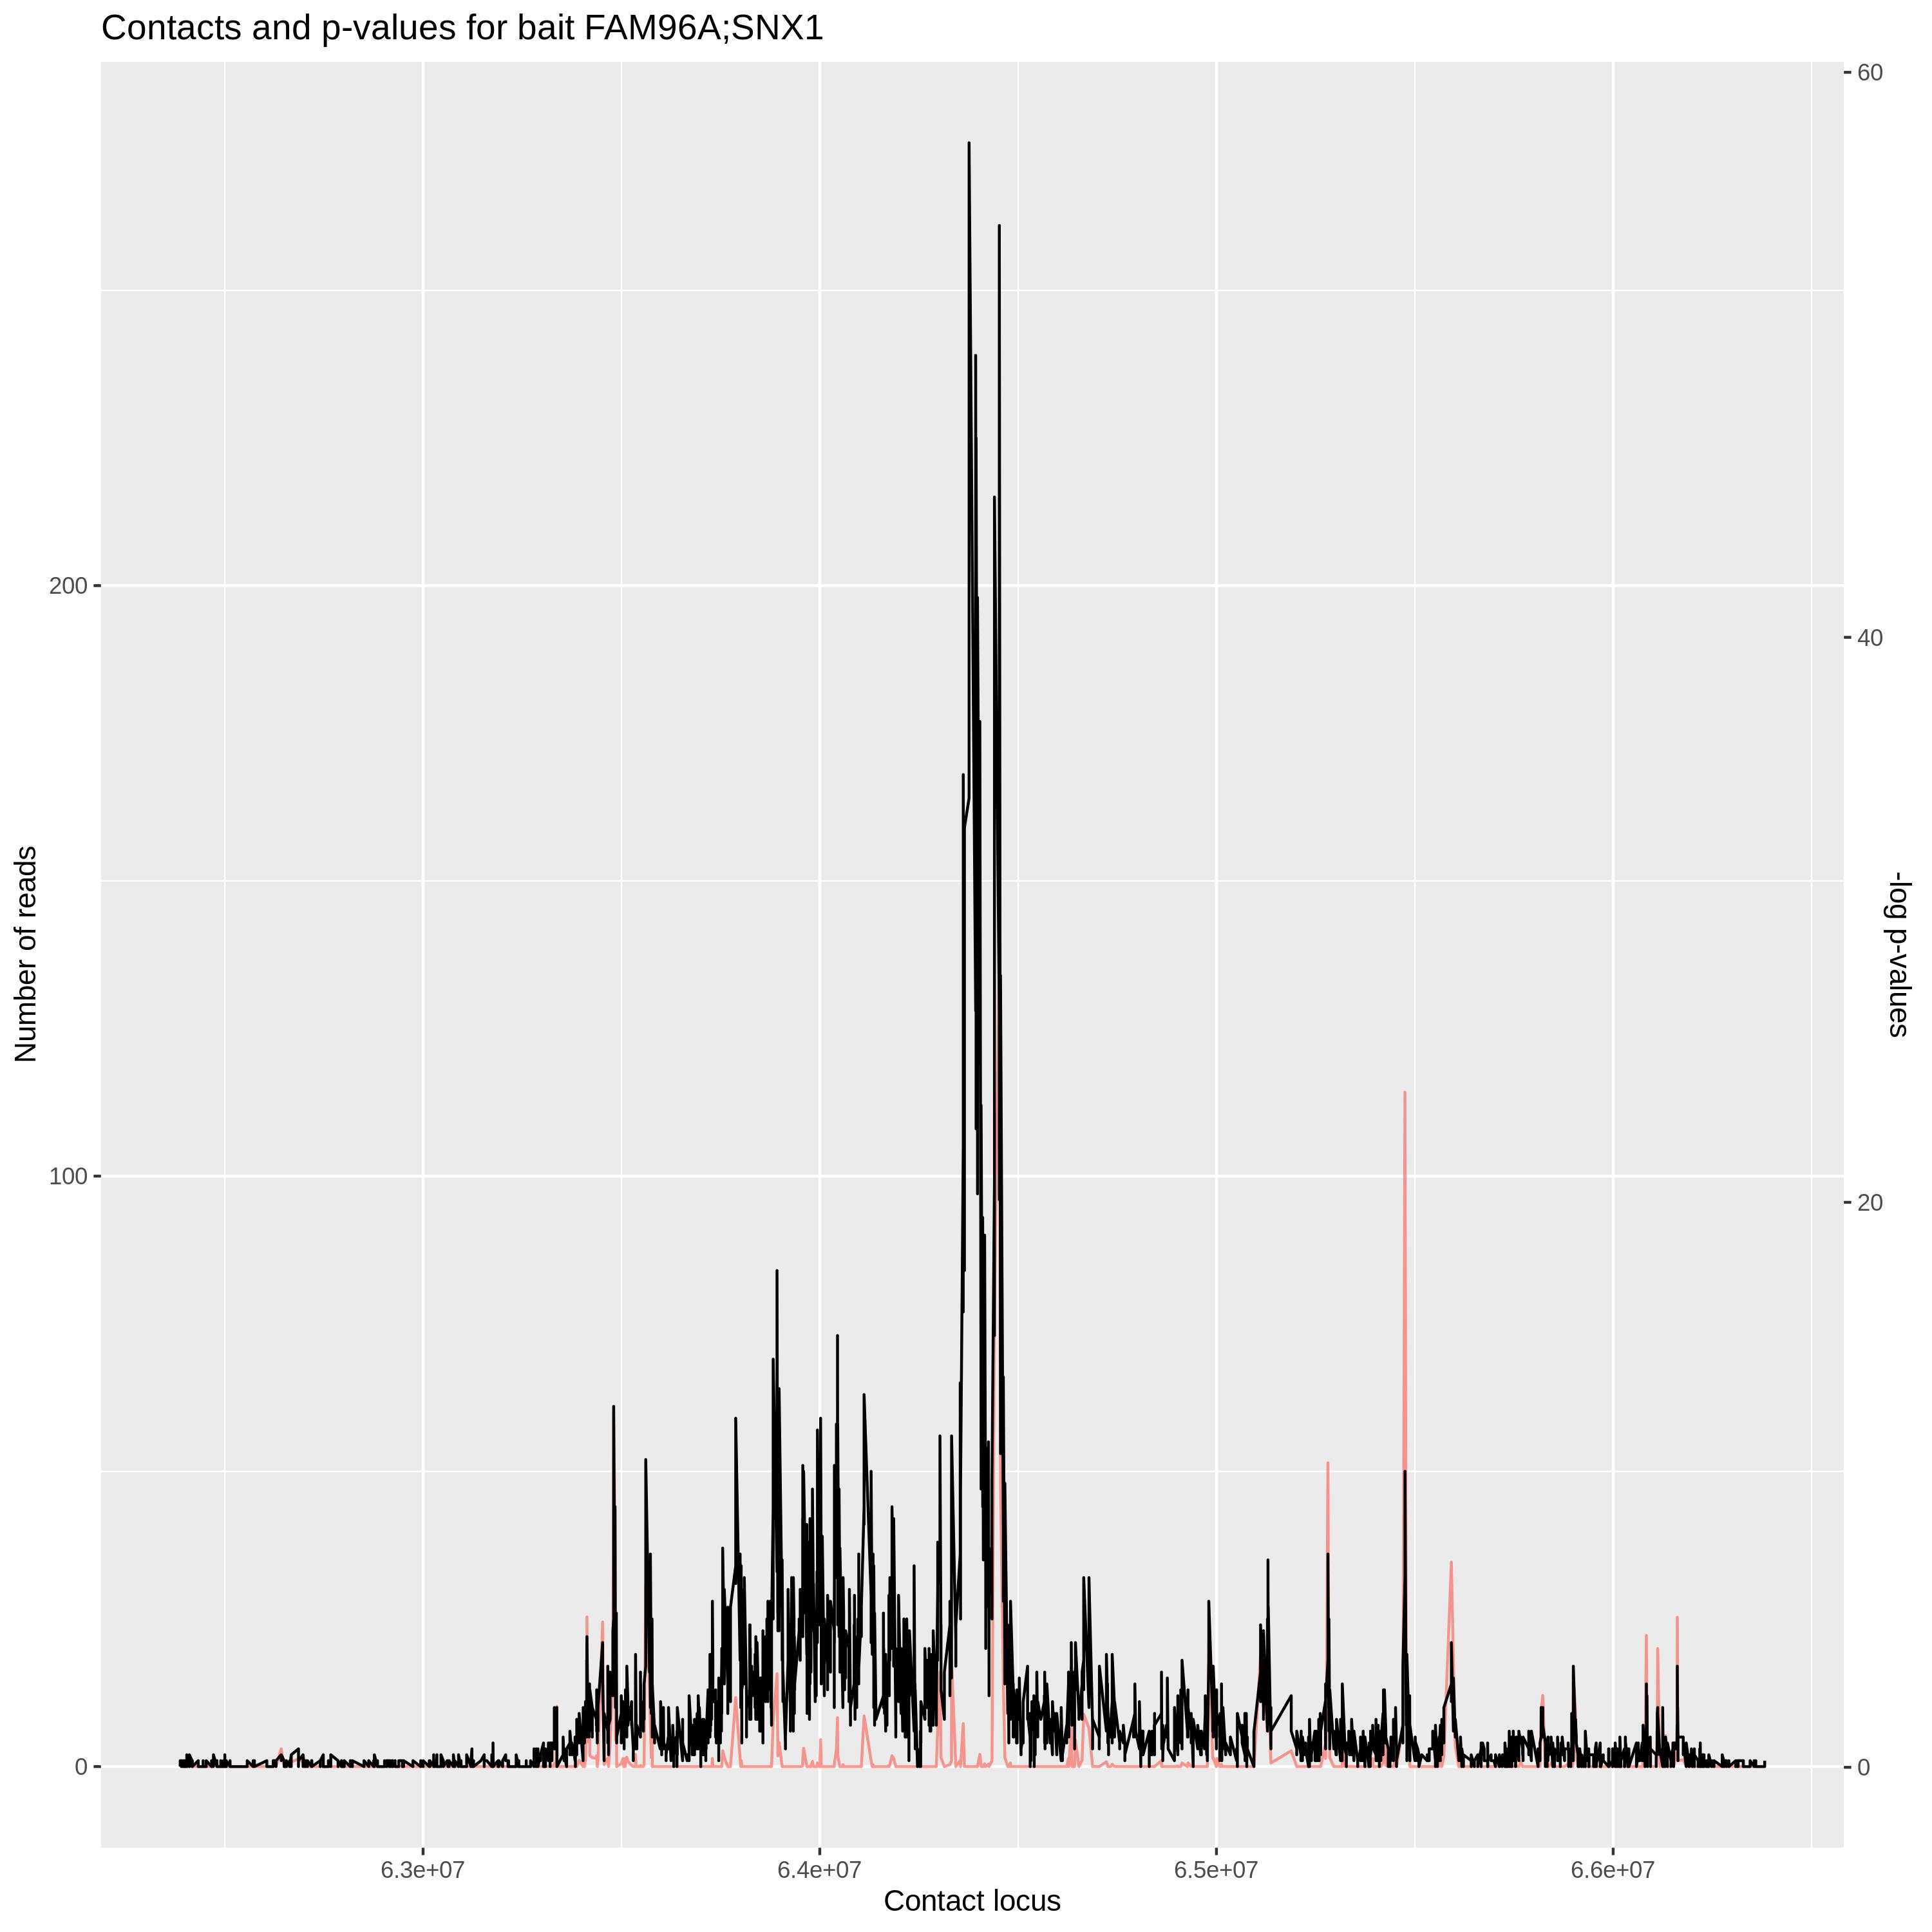 Contacts and p-values for bait FAM96A;SNX1
Number of reads
200
100
0
60
40
20
0
-log p-values
6.3e+07
6.4e+07
6.5e+07
6.6e+07
Contact locus